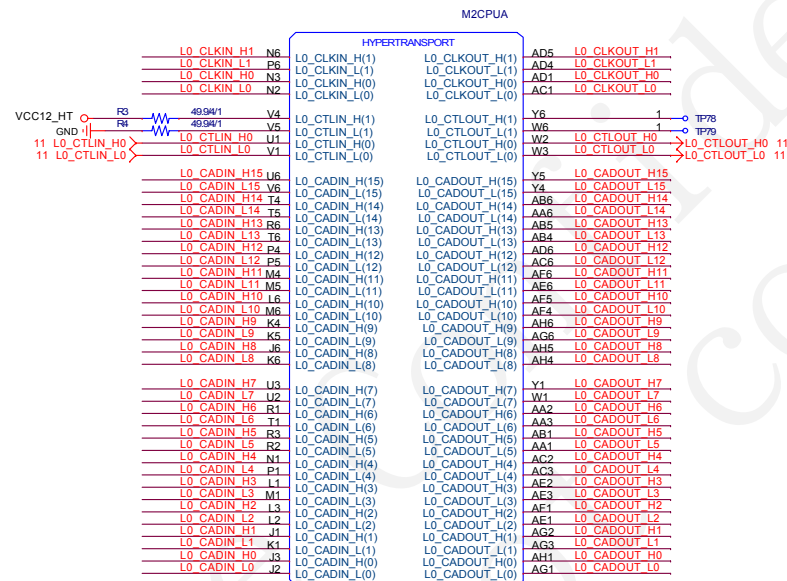 M2CPUA
HYPERTRANSPORT
L0_CLKIN_H1 N6 L0_CLKIN_H(1) L0_CLKOUT_H(1) AD5 L0_CLKOUT_H1
L0_CLKIN_L1 P6 L0_CLKIN_L(1) L0_CLKOUT_L(1) AD4 L0_CLKOUT_L1
L0_CLKIN_H0 N3 L0_CLKIN_H(0) L0_CLKOUT_H(0) AD1 L0_CLKOUT_H0
L0_CLKIN_L0 N2 L0_CLKIN_L(0) L0_CLKOUT_L(0) AC1 L0_CLKOUT_L0
VCC12_HT R3 49.9/4/1 V4 L0_CTLIN_H(1) L0_CTLOUT_H(1) Y6 1 TP78
GND R4 49.9/4/1 V5 L0_CTLIN_L(1) L0_CTLOUT_L(1) W6 1 TP79
11 L0_CTLIN_H0 L0_CTLIN_H0 U1 L0_CTLIN_H(0) L0_CTLOUT_H(0) W2 L0_CTLOUT_H0 L0_CTLOUT_H0 11
11 L0_CTLIN_L0 L0_CTLIN_L0 V1 L0_CTLIN_L(0) L0_CTLOUT_L(0) W3 L0_CTLOUT_L0 L0_CTLOUT_L0 11
L0_CADIN_H15 U6 L0_CADIN_H(15) L0_CADOUT_H(15) Y5 L0_CADOUT_H15
L0_CADIN_L15 V6 L0_CADIN_L(15) L0_CADOUT_L(15) Y4 L0_CADOUT_L15
L0_CADIN_H14 T4 L0_CADIN_H(14) L0_CADOUT_H(14) AB6 L0_CADOUT_H14
L0_CADIN_L14 T5 L0_CADIN_L(14) L0_CADOUT_L(14) AA6 L0_CADOUT_L14
L0_CADIN_H13 R6 L0_CADIN_H(13) L0_CADOUT_H(13) AB5 L0_CADOUT_H13
L0_CADIN_L13 T6 L0_CADIN_L(13) L0_CADOUT_L(13) AB4 L0_CADOUT_L13
L0_CADIN_H12 P4 L0_CADIN_H(12) L0_CADOUT_H(12) AD6 L0_CADOUT_H12
L0_CADIN_L12 P5 L0_CADIN_L(12) L0_CADOUT_L(12) AC6 L0_CADOUT_L12
L0_CADIN_H11 M4 L0_CADIN_H(11) L0_CADOUT_H(11) AF6 L0_CADOUT_H11
L0_CADIN_L11 M5 L0_CADIN_L(11) L0_CADOUT_L(11) AE6 L0_CADOUT_L11
L0_CADIN_H10 L6 L0_CADIN_H(10) L0_CADOUT_H(10) AF5 L0_CADOUT_H10
L0_CADIN_L10 M6 L0_CADIN_L(10) L0_CADOUT_L(10) AF4 L0_CADOUT_L10
L0_CADIN_H9 K4 L0_CADIN_H(9) L0_CADOUT_H(9) AH6 L0_CADOUT_H9
L0_CADIN_L9 K5 L0_CADIN_L(9) L0_CADOUT_L(9) AG6 L0_CADOUT_L9
L0_CADIN_H8 J6 L0_CADIN_H(8) L0_CADOUT_H(8) AH5 L0_CADOUT_H8
L0_CADIN_L8 K6 L0_CADIN_L(8) L0_CADOUT_L(8) AH4 L0_CADOUT_L8
L0_CADIN_H7 U3 L0_CADIN_H(7) L0_CADOUT_H(7) Y1 L0_CADOUT_H7
L0_CADIN_L7 U2 L0_CADIN_L(7) L0_CADOUT_L(7) W1 L0_CADOUT_L7
L0_CADIN_H6 R1 L0_CADIN_H(6) L0_CADOUT_H(6) AA2 L0_CADOUT_H6
L0_CADIN_L6 T1 L0_CADIN_L(6) L0_CADOUT_L(6) AA3 L0_CADOUT_L6
L0_CADIN_H5 R3 L0_CADIN_H(5) L0_CADOUT_H(5) AB1 L0_CADOUT_H5
L0_CADIN_L5 R2 L0_CADIN_L(5) L0_CADOUT_L(5) AA1 L0_CADOUT_L5
L0_CADIN_H4 N1 L0_CADIN_H(4) L0_CADOUT_H(4) AC2 L0_CADOUT_H4
L0_CADIN_L4 P1 L0_CADIN_L(4) L0_CADOUT_L(4) AC3 L0_CADOUT_L4
L0_CADIN_H3 L1 L0_CADIN_H(3) L0_CADOUT_H(3) AE2 L0_CADOUT_H3
L0_CADIN_L3 M1 L0_CADIN_L(3) L0_CADOUT_L(3) AE3 L0_CADOUT_L3
L0_CADIN_H2 L3 L0_CADIN_H(2) L0_CADOUT_H(2) AF1 L0_CADOUT_H2
L0_CADIN_L2 L2 L0_CADIN_L(2) L0_CADOUT_L(2) AE1 L0_CADOUT_L2
L0_CADIN_H1 J1 L0_CADIN_H(1) L0_CADOUT_H(1) AG2 L0_CADOUT_H1
L0_CADIN_L1 K1 L0_CADIN_L(1) L0_CADOUT_L(1) AG3 L0_CADOUT_L1
L0_CADIN_H0 J3 L0_CADIN_H(0) L0_CADOUT_H(0) AH1 L0_CADOUT_H0
L0_CADIN_L0 J2 L0_CADIN_L(0) L0_CADOUT_L(0) AG1 L0_CADOUT_L0